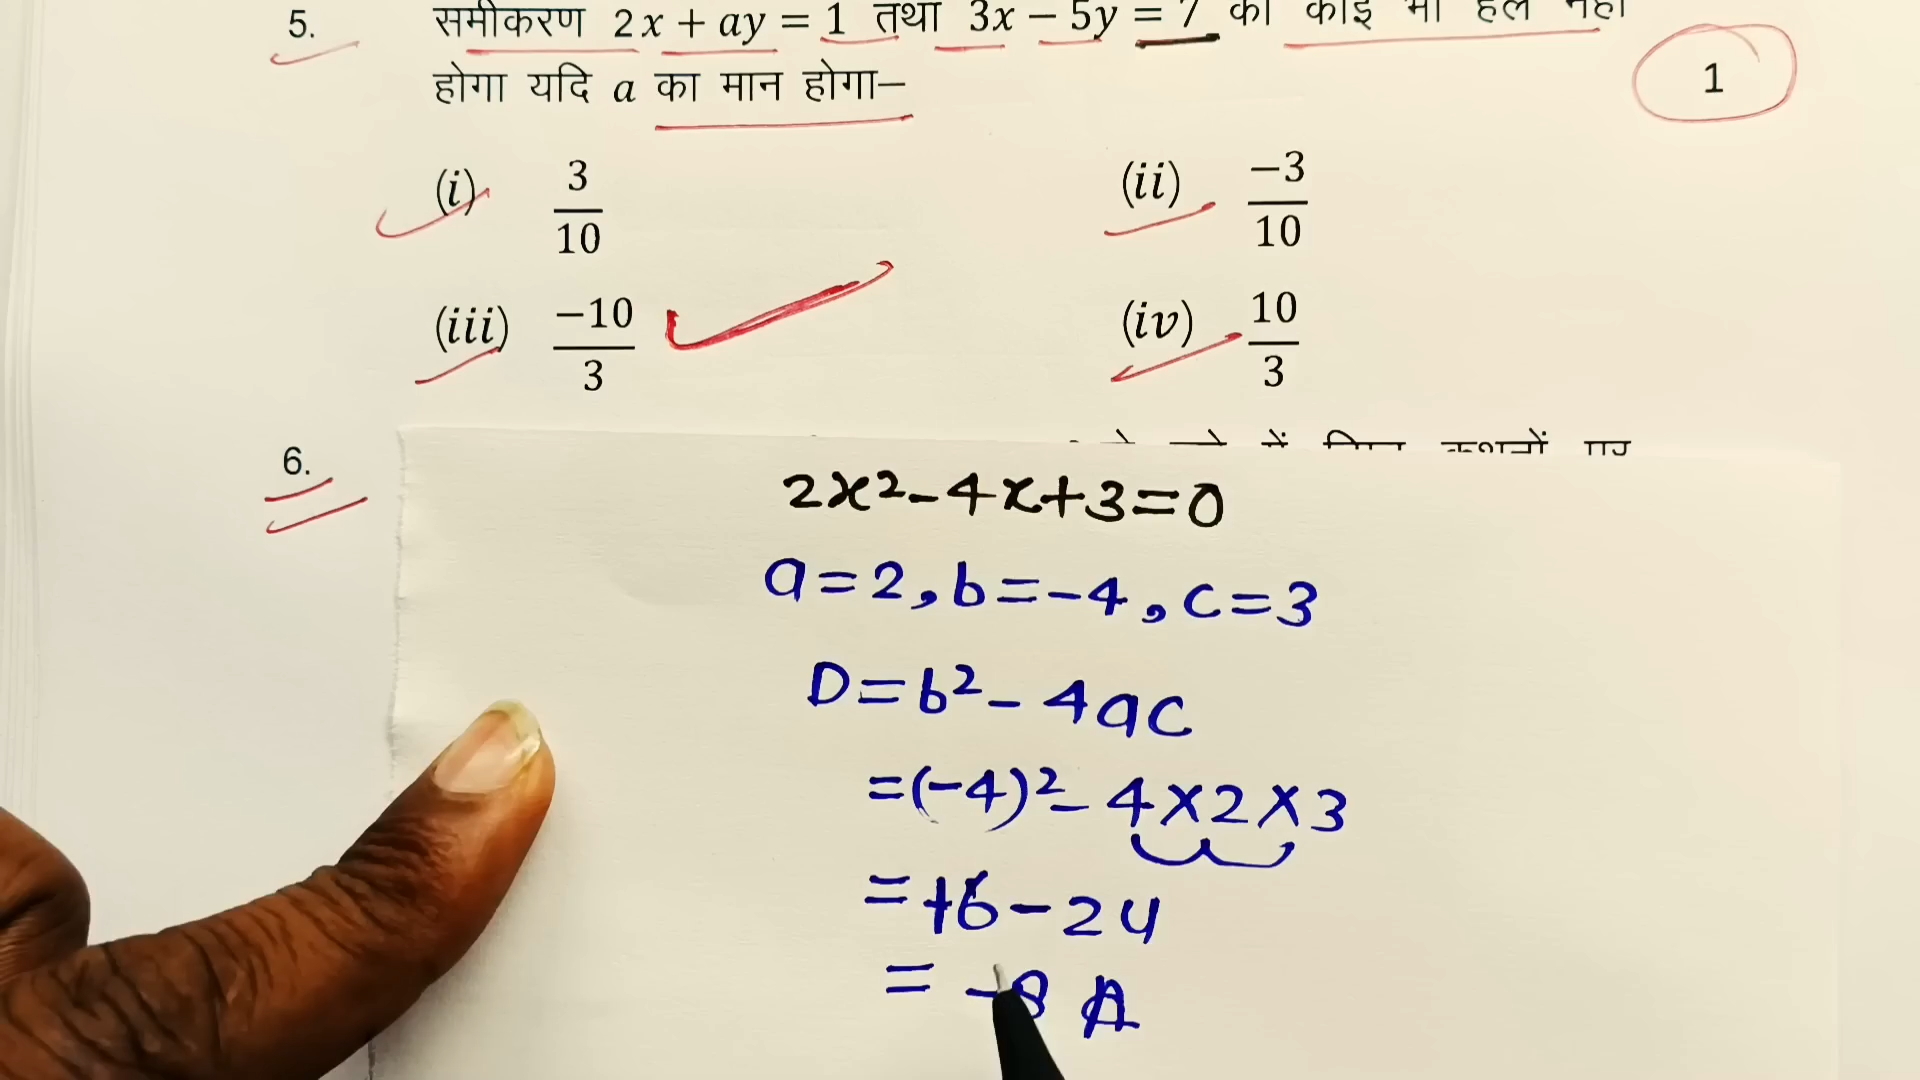 5. समीकरण 2x + ay = 1 तथा 3x − 5y = 7 का कोई भी हल नहीं
होगा यदि a का मान होगा−
1
(i) 3/10 (ii) −3/10
(iii) −10/3 (iv) 10/3
6.
2x² - 4x + 3 = 0
a = 2, b = -4, c = 3
D = b² - 4ac
= (-4)² - 4×2×3
= 16 - 24
= -8 A